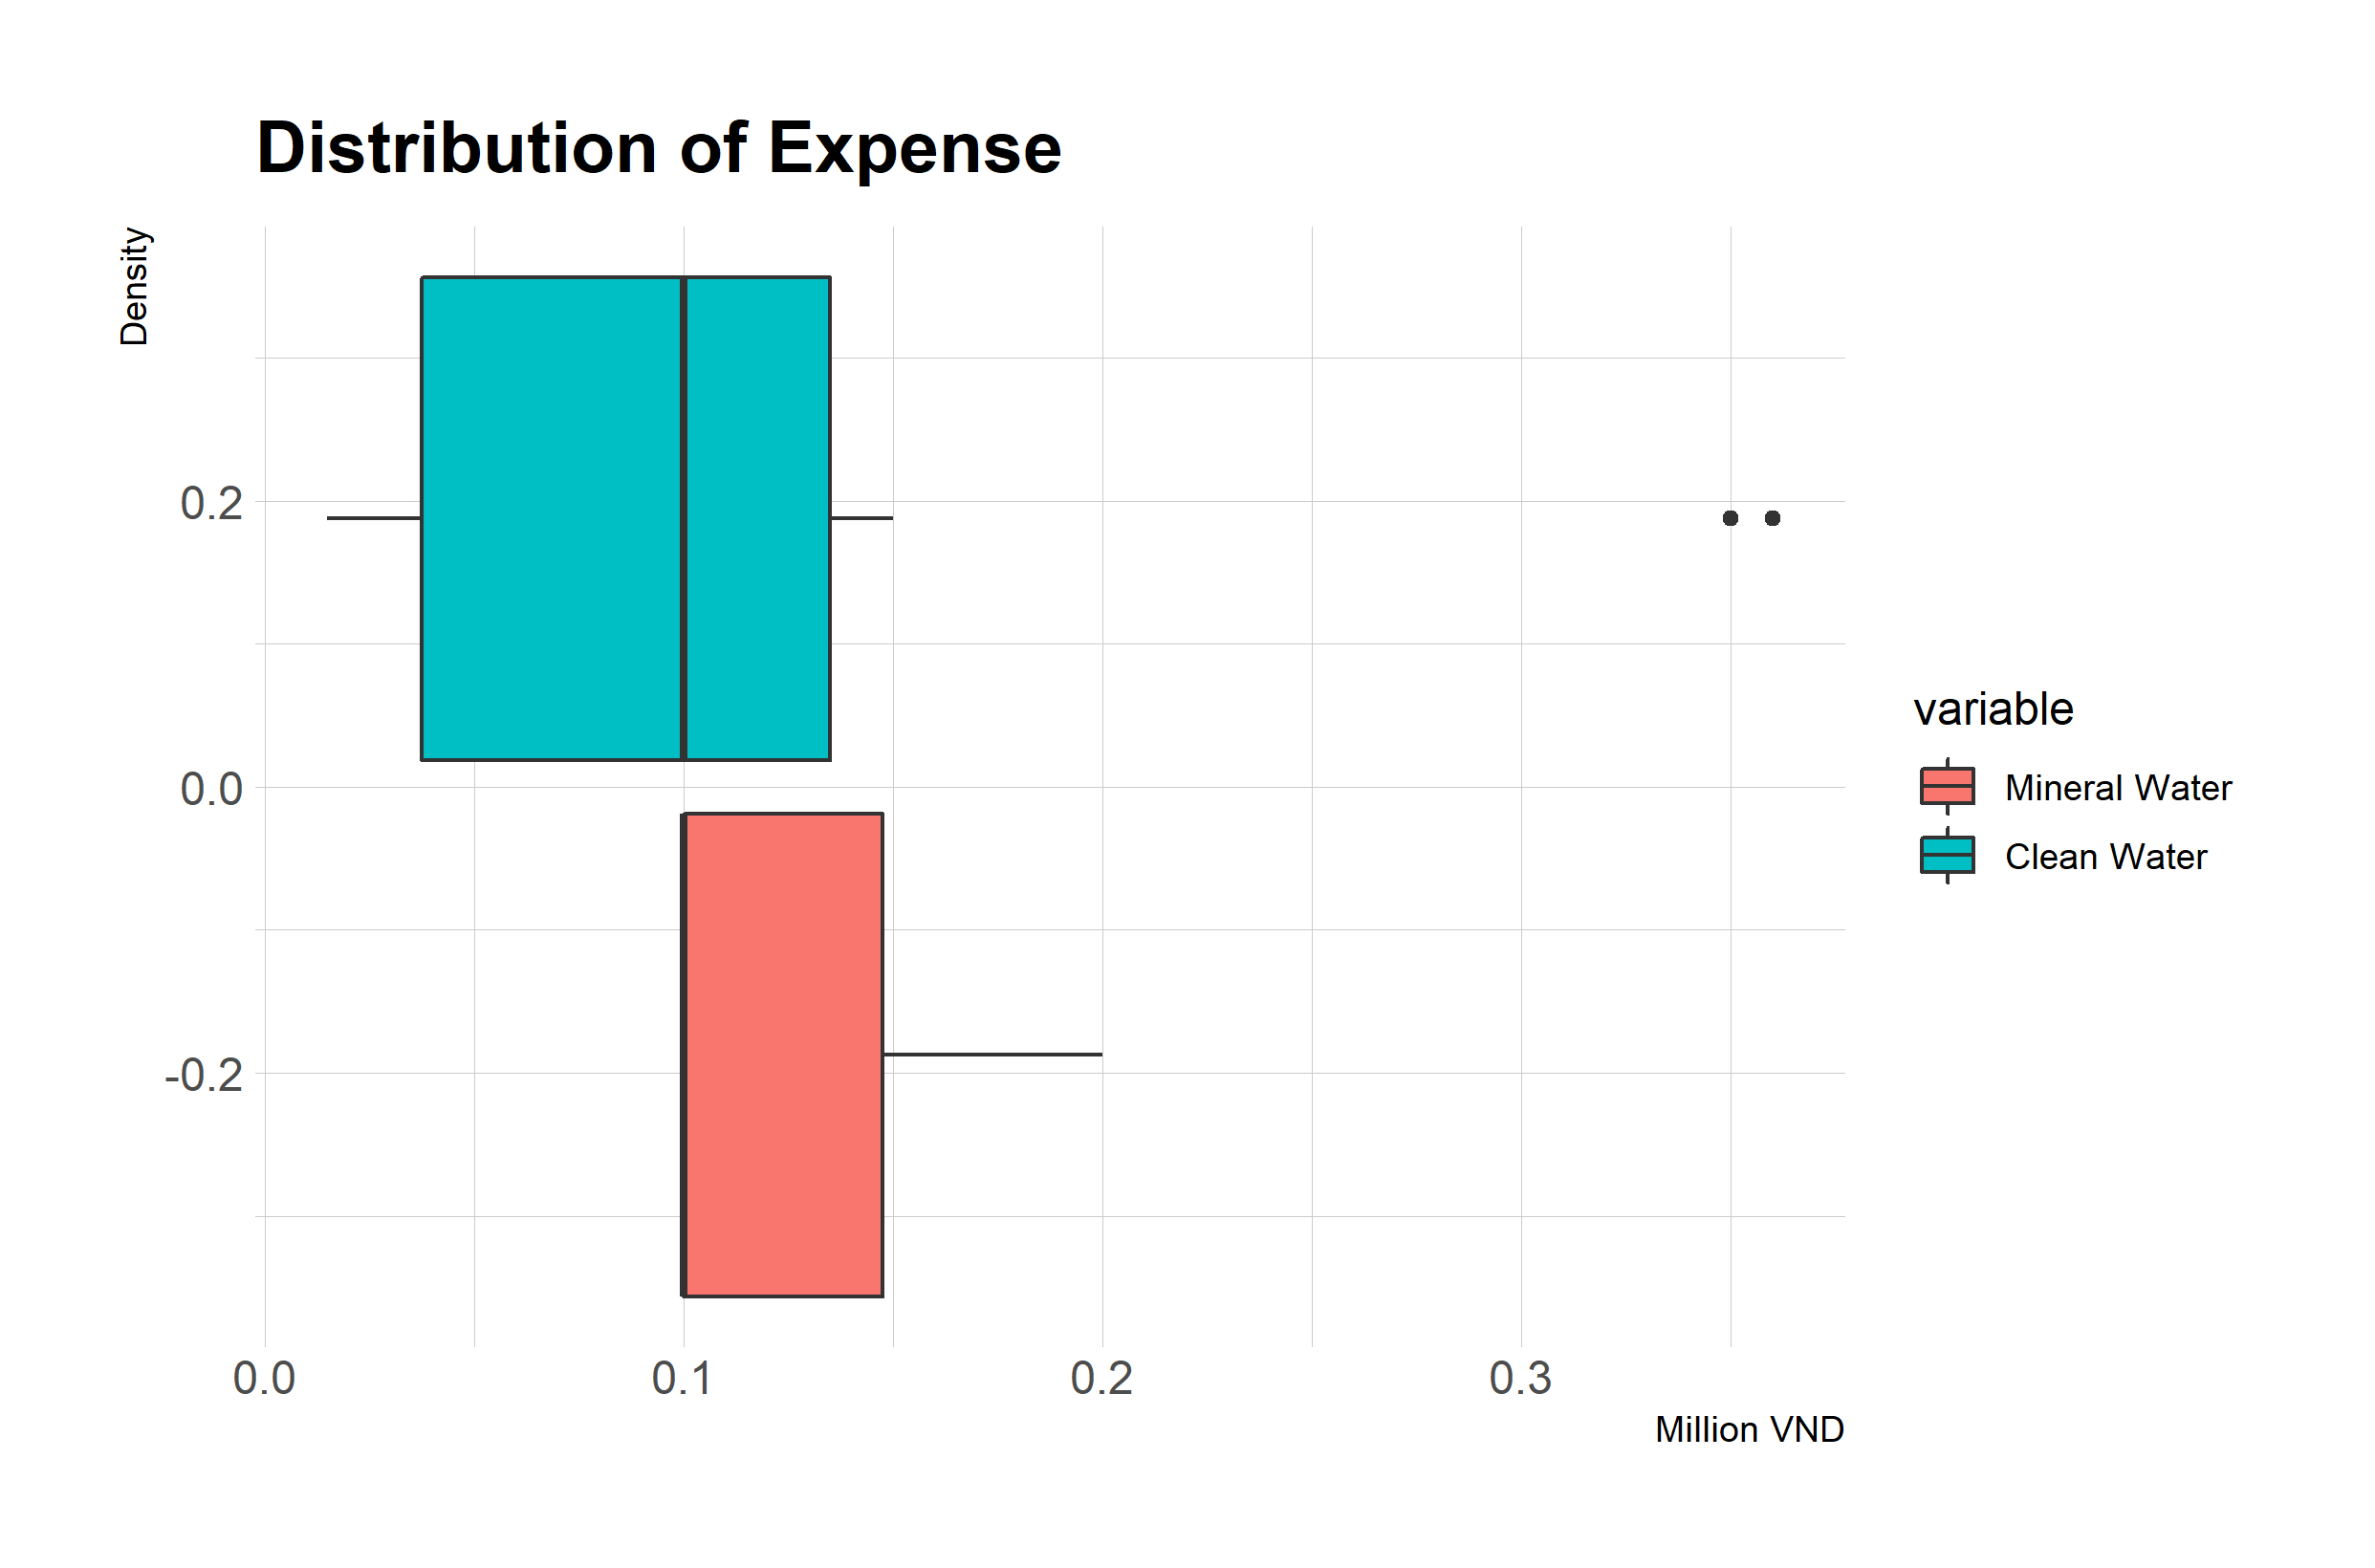 Distribution of Expense
Density
0.2
0.0
-0.2
0.0 0.1 0.2 0.3
Million VND
variable
Mineral Water
Clean Water